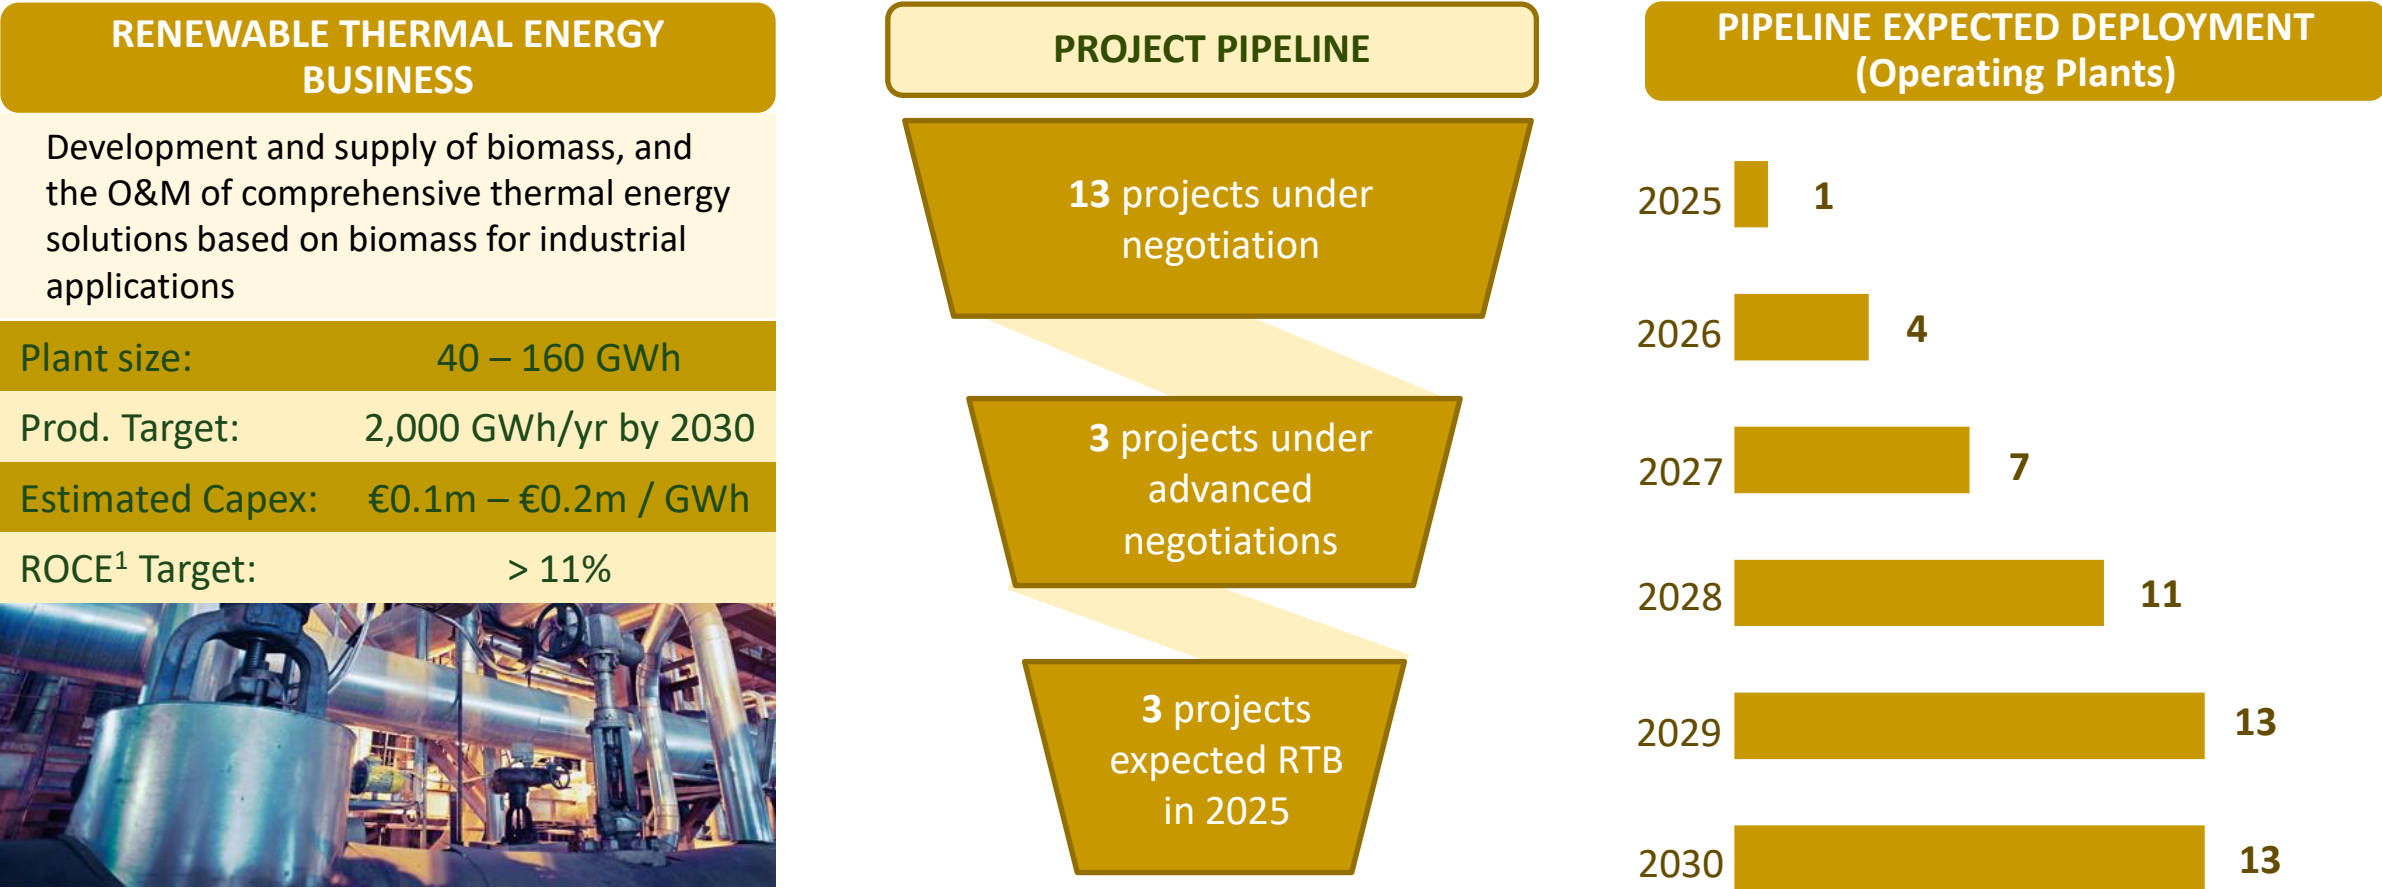 RENEWABLE THERMAL ENERGY
BUSINESS
Development and supply of biomass, and
the O&M of comprehensive thermal energy
solutions based on biomass for industrial
applications
Plant size: 40 – 160 GWh
Prod. Target: 2,000 GWh/yr by 2030
Estimated Capex: €0.1m – €0.2m / GWh
ROCE¹ Target: > 11%
PROJECT PIPELINE
13 projects under
negotiation
3 projects under
advanced
negotiations
3 projects
expected RTB
in 2025
PIPELINE EXPECTED DEPLOYMENT
(Operating Plants)
2025 1
2026 4
2027 7
2028 11
2029 13
2030 13